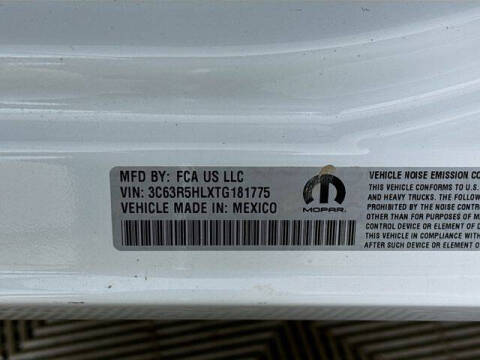 MFD BY: FCA US LLC
VIN: 3C63R5HLXTG181775
VEHICLE MADE IN: MEXICO
MOPAR
VEHICLE NOISE EMISSION CO
THIS VEHICLE CONFORMS TO U.S.
AND HEAVY TRUCKS. THE FOLLOW
PROHIBITED BY THE NOISE CONTR
OTHER THAN FOR PURPOSES OF MA
CONTROL DEVICE OR ELEMENT OF D
THIS VEHICLE IN COMPLIANCE WITH
AFTER SUCH DEVICE OR ELEMENT O